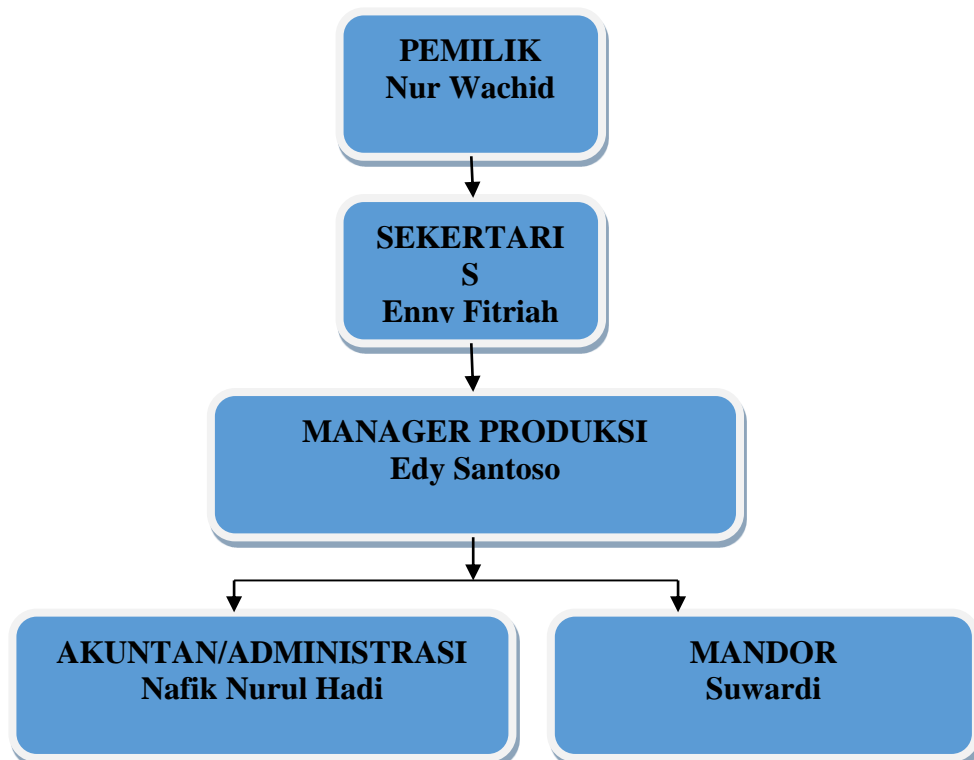 PEMILIK
Nur Wachid
SEKERTARI
S
Enny Fitriah
MANAGER PRODUKSI
Edy Santoso
AKUNTAN/ADMINISTRASI
Nafik Nurul Hadi
MANDOR
Suwardi